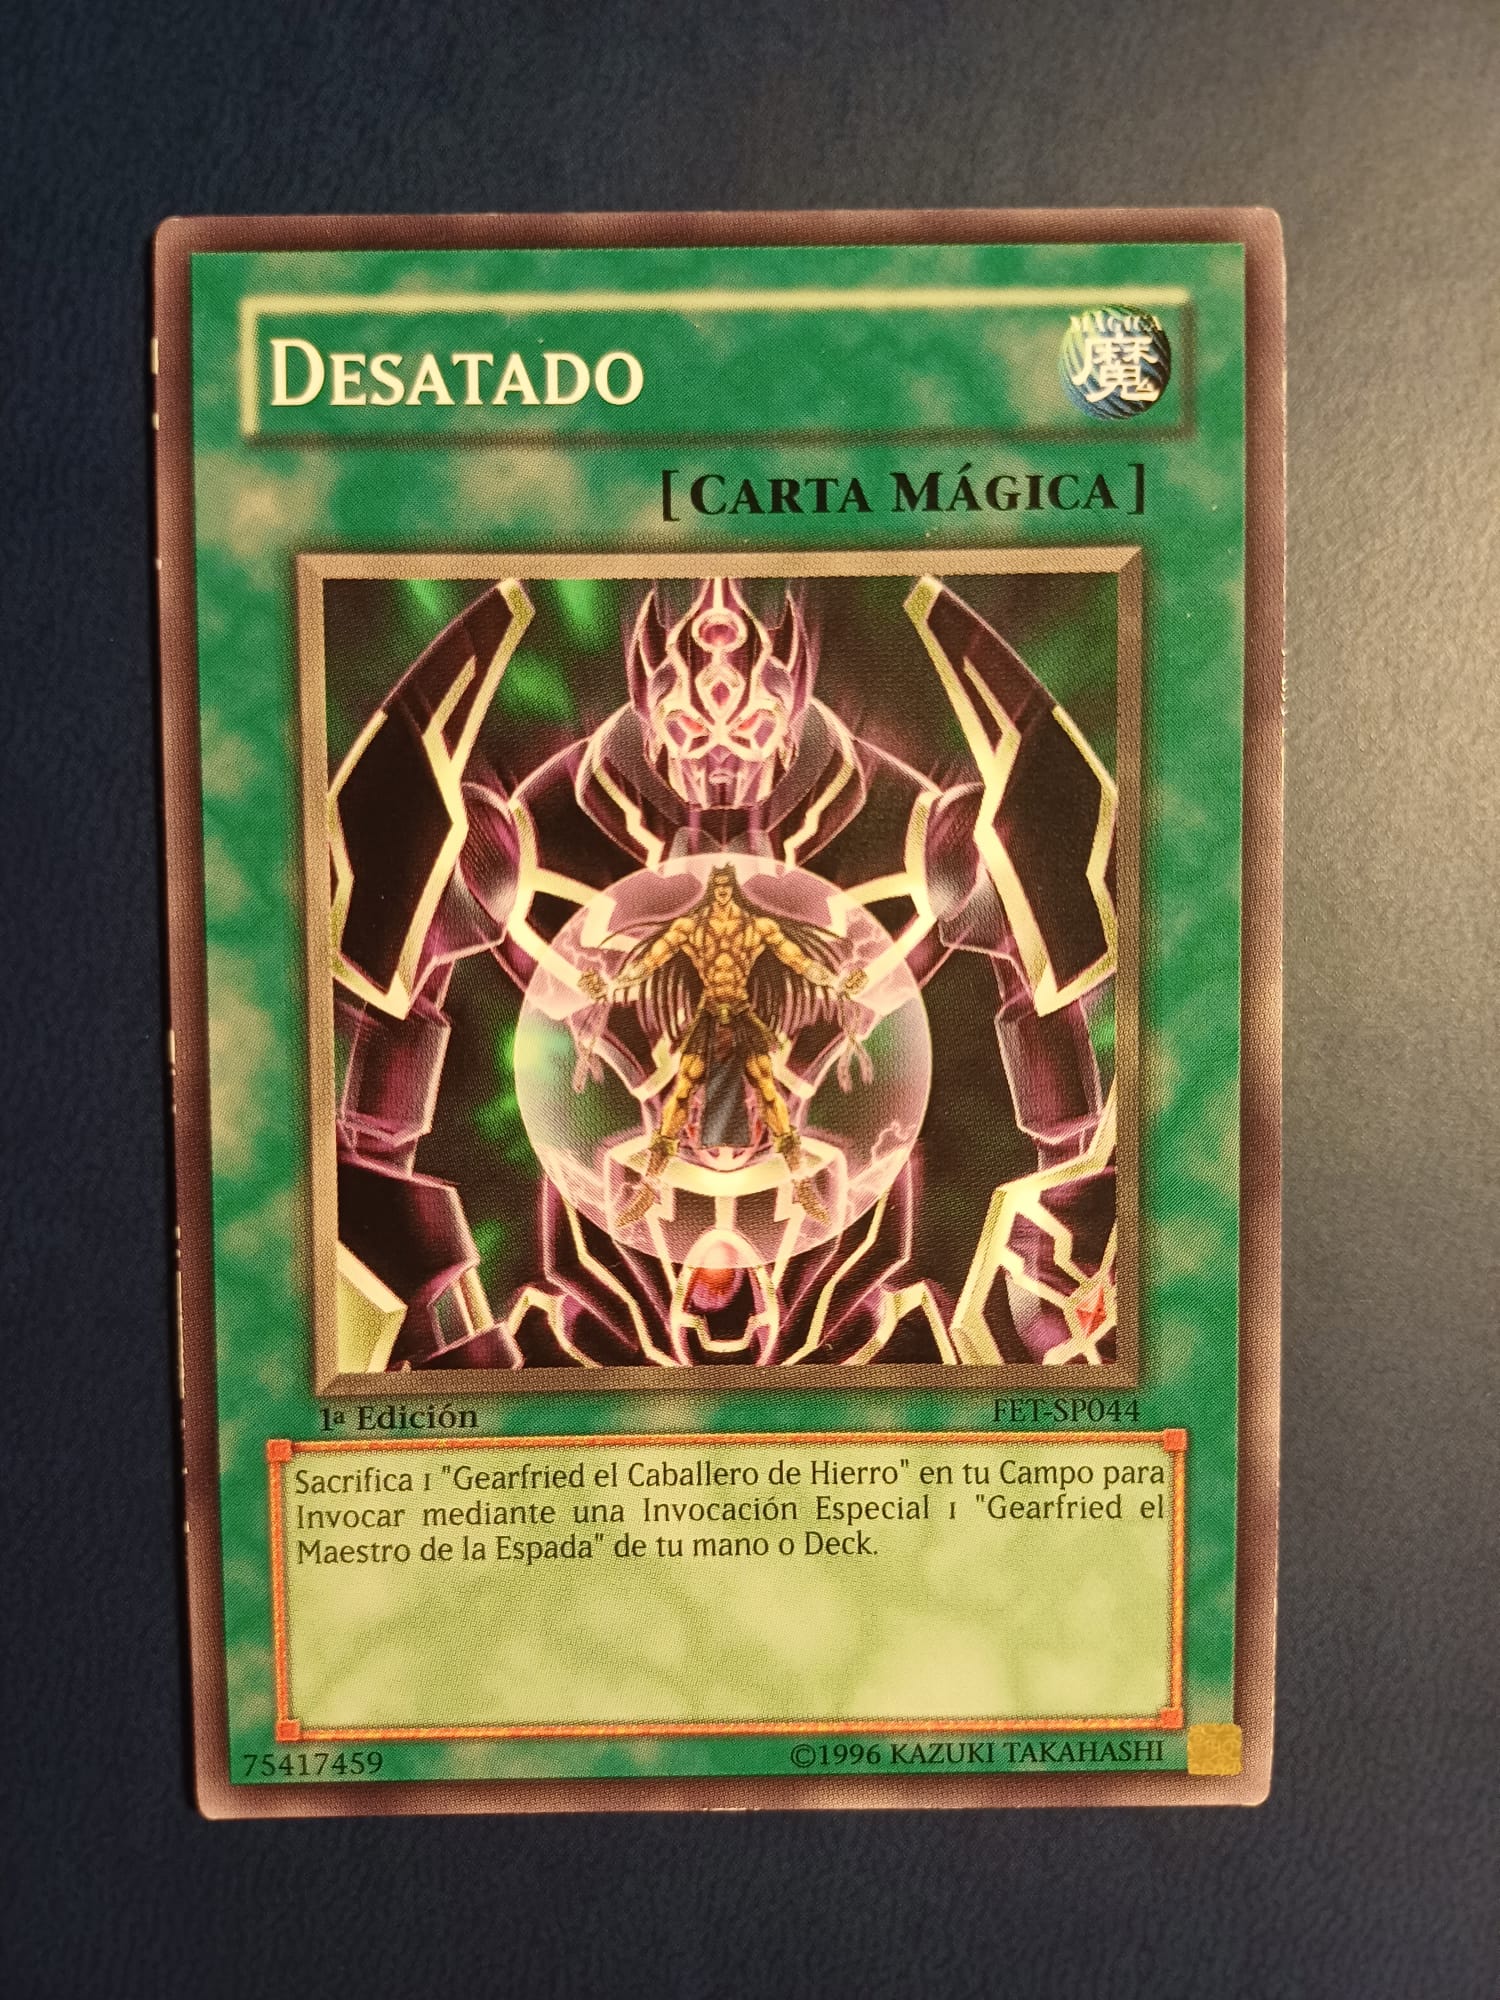 DESATADO
MÁGICA
魔
[CARTA MÁGICA]
1ª Edición
FET-SP044
Sacrifica 1 "Gearfried el Caballero de Hierro" en tu Campo para
Invocar mediante una Invocación Especial 1 "Gearfried el
Maestro de la Espada" de tu mano o Deck.
75417459
©1996 KAZUKI TAKAHASHI